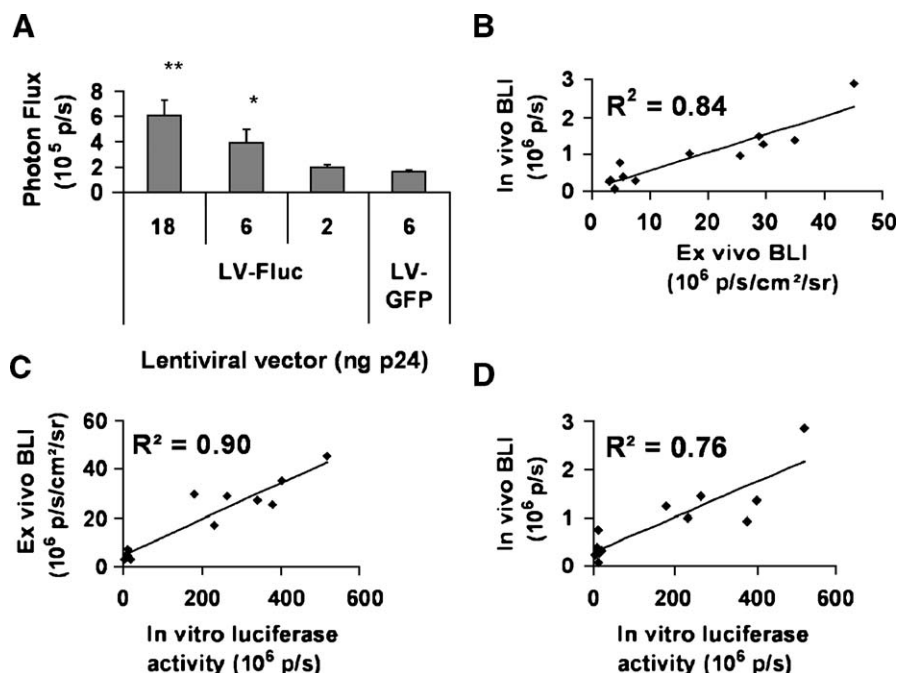 A
Photon Flux
(10⁵ p/s)
8
6
4
2
0
**
*
18
6
2
6
LV-Fluc
LV-
GFP
Lentiviral vector (ng p24)
B
In vivo BLI
(10⁶ p/s)
3
2
1
0
R² = 0.84
0
10
20
30
40
50
Ex vivo BLI
(10⁶ p/s/cm²/sr)
C
Ex vivo BLI
(10⁶ p/s/cm²/sr)
60
40
20
0
R² = 0.90
0
200
400
600
In vitro luciferase
activity (10⁶ p/s)
D
In vivo BLI
(10⁶ p/s)
3
2
1
0
R² = 0.76
0
200
400
600
In vitro luciferase
activity (10⁶ p/s)